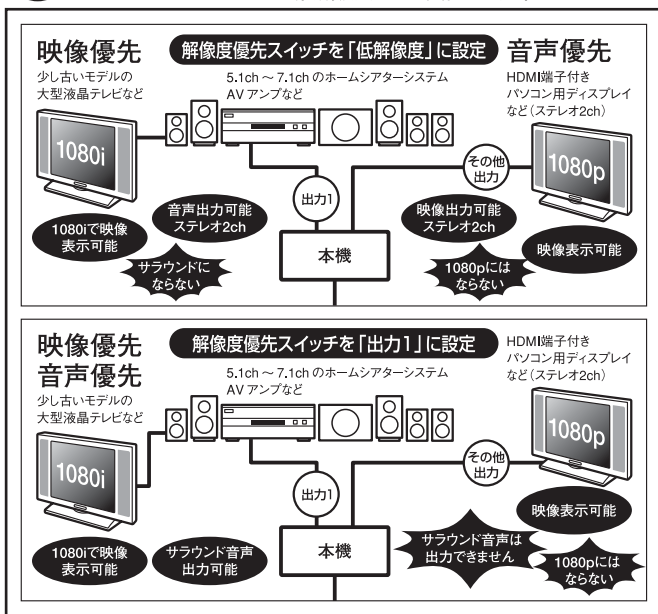 映像優先
少し古いモデルの
大型液晶テレビなど
解像度優先スイッチを「低解像度」に設定
5.1ch ~ 7.1ch のホームシアターシステム
AV アンプなど
音声優先
HDMI端子付き
パソコン用ディスプレイ
など(ステレオ2ch)
1080i
1080p
その他
出力
出力1
本機
1080iで映像
表示可能
音声出力可能
ステレオ2ch
サラウンドに
ならない
映像出力可能
ステレオ2ch
1080pには
ならない
映像表示可能
映像優先
音声優先
少し古いモデルの
大型液晶テレビなど
解像度優先スイッチを「出力1」に設定
5.1ch ~ 7.1ch のホームシアターシステム
AV アンプなど
HDMI端子付き
パソコン用ディスプレイ
など(ステレオ2ch)
1080i
1080p
その他
出力
出力1
本機
1080iで映像
表示可能
サラウンド音声
出力可能
サラウンド音声は
出力できません
映像表示可能
1080pには
ならない